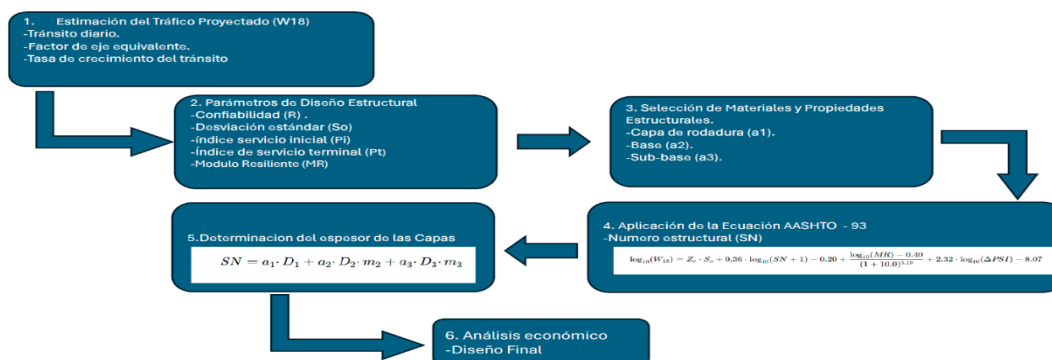 1. Estimación del Tráfico Proyectado (W18)
-Tránsito diario.
-Factor de eje equivalente.
-Tasa de crecimiento del tránsito
2. Parámetros de Diseño Estructural
-Confiabilidad (R) .
-Desviación estándar (So)
-índice servicio inicial (Pi)
-Índice de servicio terminal (Pt)
-Modulo Resiliente (MR)
3. Selección de Materiales y Propiedades
Estructurales.
-Capa de rodadura (a1).
-Base (a2).
-Sub-base (a3).
4. Aplicación de la Ecuación AASHTO - 93
-Numero estructural (SN)
log₁₀(W₁₈) = Zᵣ · Sₒ + 9.36 · log₁₀(SN + 1) − 0.20 + (log₁₀(MR) − 0.40)/(1 + 10.0)^5.19 + 2.32 · log₁₀(ΔPSI) − 8.07
5.Determinacion del espesor de las Capas
SN = a₁· D₁ + a₂· D₂· m₂ + a₃· D₃· m₃
6. Análisis económico
-Diseño Final